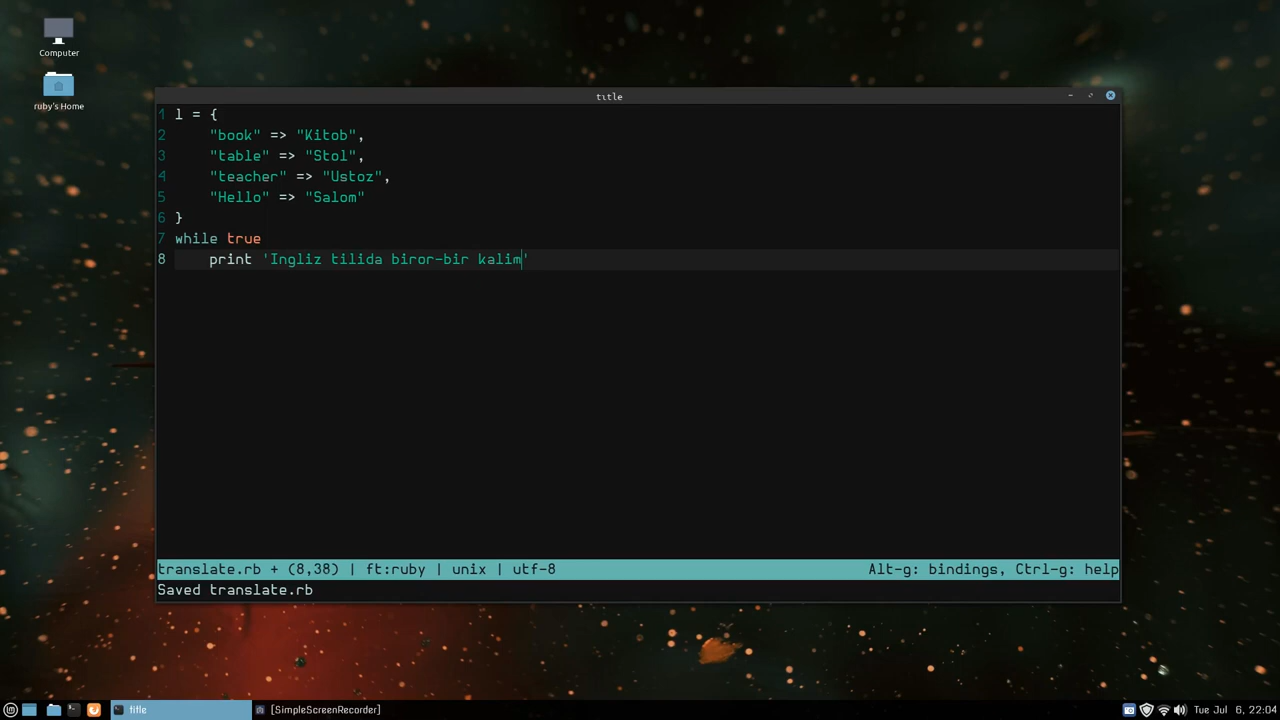 Computer
ruby's Home
title
1 l = {
2     "book" => "Kitob",
3     "table" => "Stol",
4     "teacher" => "Ustoz",
5     "Hello" => "Salom"
6 }
7 while true
8     print 'Ingliz tilida biror-bir kalim'
translate.rb + (8,38) | ft:ruby | unix | utf-8 Alt-g: bindings, Ctrl-g: help
Saved translate.rb
title [SimpleScreenRecorder] Tue Jul 6, 22:04